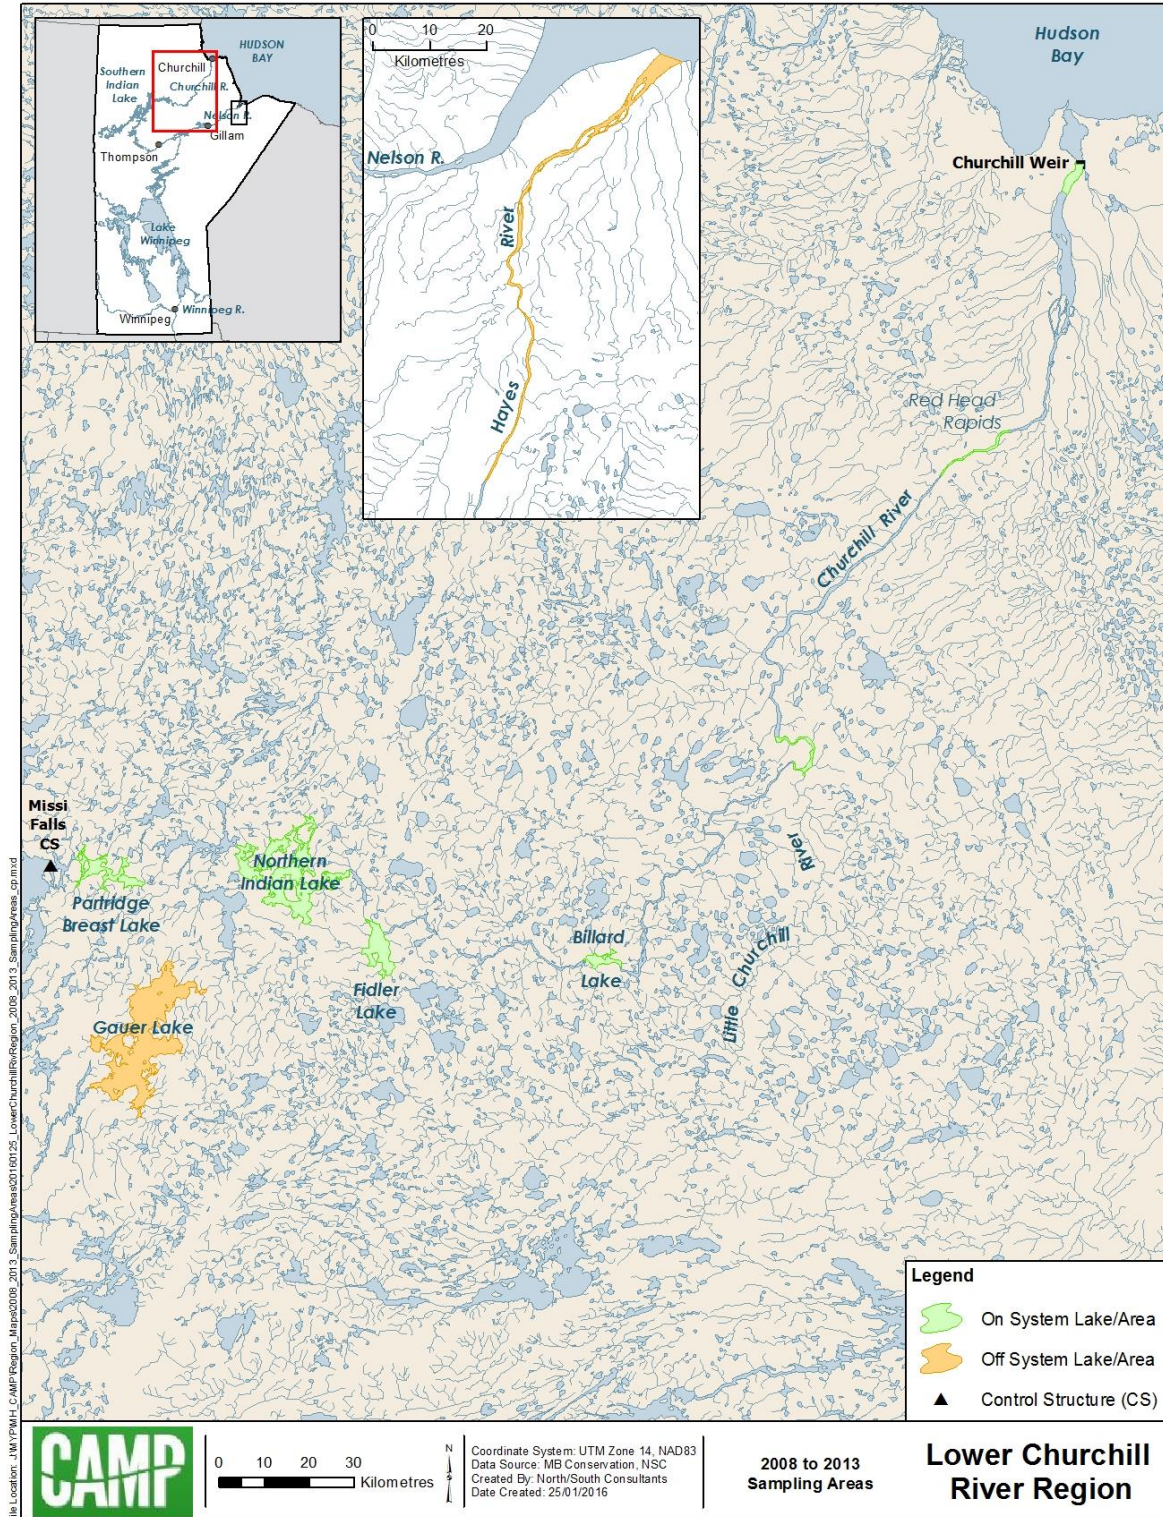 HUDSON
BAY
Churchill
Southern
Indian
Lake
Churchill R.
Nelson R.
Gillam
Thompson
Lake
Winnipeg
Winnipeg R.
Winnipeg
0 10 20
Kilometres
Nelson R.
River
Hayes
Hudson
Bay
Churchill Weir
Red Head
Rapids
Churchill River
Missi
Falls
CS
Partridge
Breast Lake
Northern
Indian Lake
Gauer Lake
Fidler
Lake
Billard
Lake
River
Little Churchill
Legend
On System Lake/Area
Off System Lake/Area
Control Structure (CS)
CAMP
0 10 20 30
Kilometres
N
Coordinate System: UTM Zone 14, NAD83
Data Source: MB Conservation, NSC
Created By: North/South Consultants
Date Created: 25/01/2016
2008 to 2013
Sampling Areas
Lower Churchill
River Region